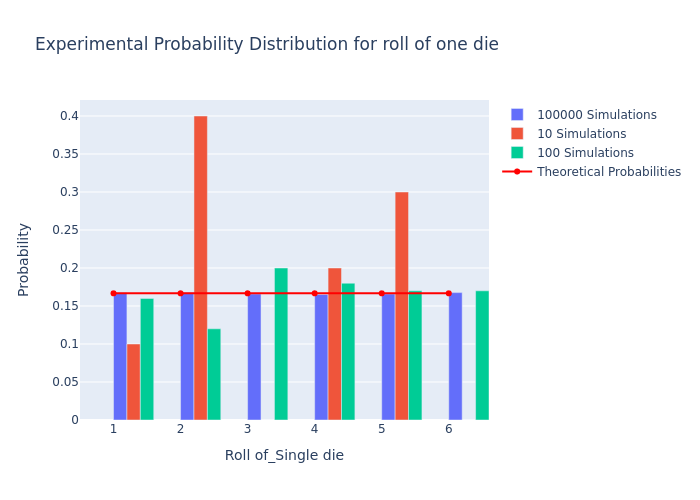 Experimental Probability Distribution for roll of one die
100000 Simulations
10 Simulations
100 Simulations
Theoretical Probabilities
Probability
0.4
0.35
0.3
0.25
0.2
0.15
0.1
0.05
0
1 2 3 4 5 6
Roll of_Single die